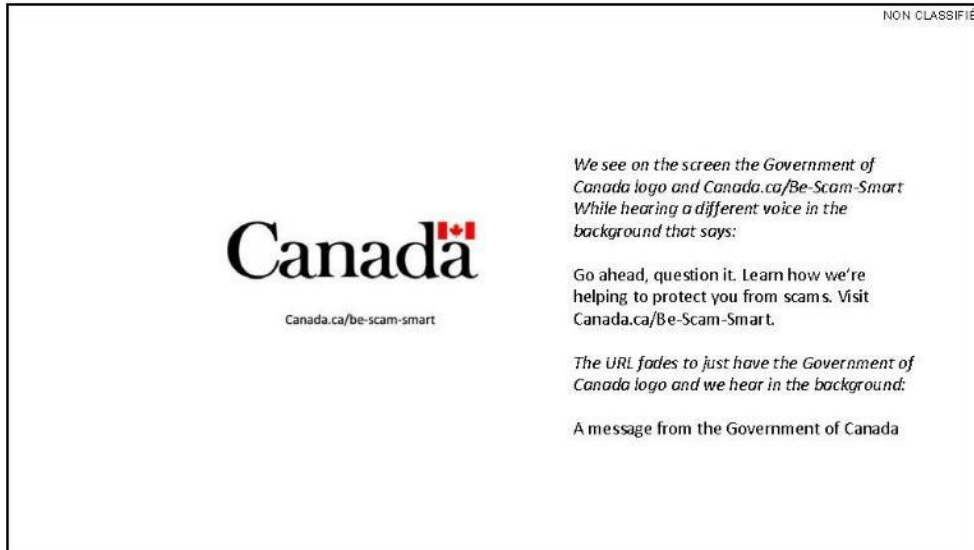 NON CLASSIFIÉ
Canada
Canada.ca/be-scam-smart
We see on the screen the Government of
Canada logo and Canada.ca/Be-Scam-Smart
While hearing a different voice in the
background that says:
Go ahead, question it. Learn how we're
helping to protect you from scams. Visit
Canada.ca/Be-Scam-Smart.
The URL fades to just have the Government of
Canada logo and we hear in the background:
A message from the Government of Canada